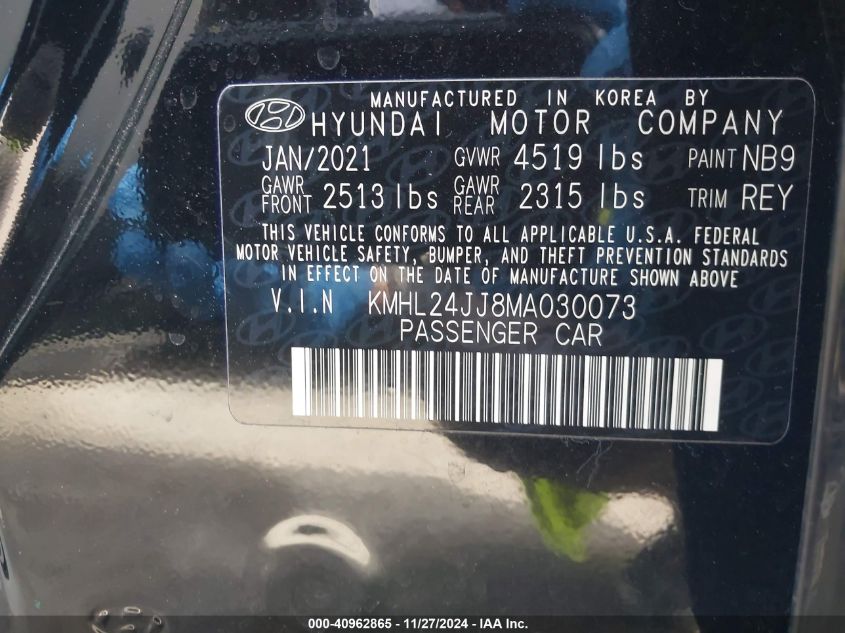 MANUFACTURED IN KOREA BY
HYUNDAI MOTOR COMPANY
JAN/2021 GVWR 4519 lbs PAINT NB9
GAWR FRONT 2513 lbs GAWR REAR 2315 lbs TRIM REY
THIS VEHICLE CONFORMS TO ALL APPLICABLE U.S.A. FEDERAL
MOTOR VEHICLE SAFETY, BUMPER, AND THEFT PREVENTION STANDARDS
IN EFFECT ON THE DATE OF MANUFACTURE SHOWN ABOVE
V.I.N KMHL24JJ8MA030073
PASSENGER CAR
000-40962865 - 11/27/2024 - IAA Inc.